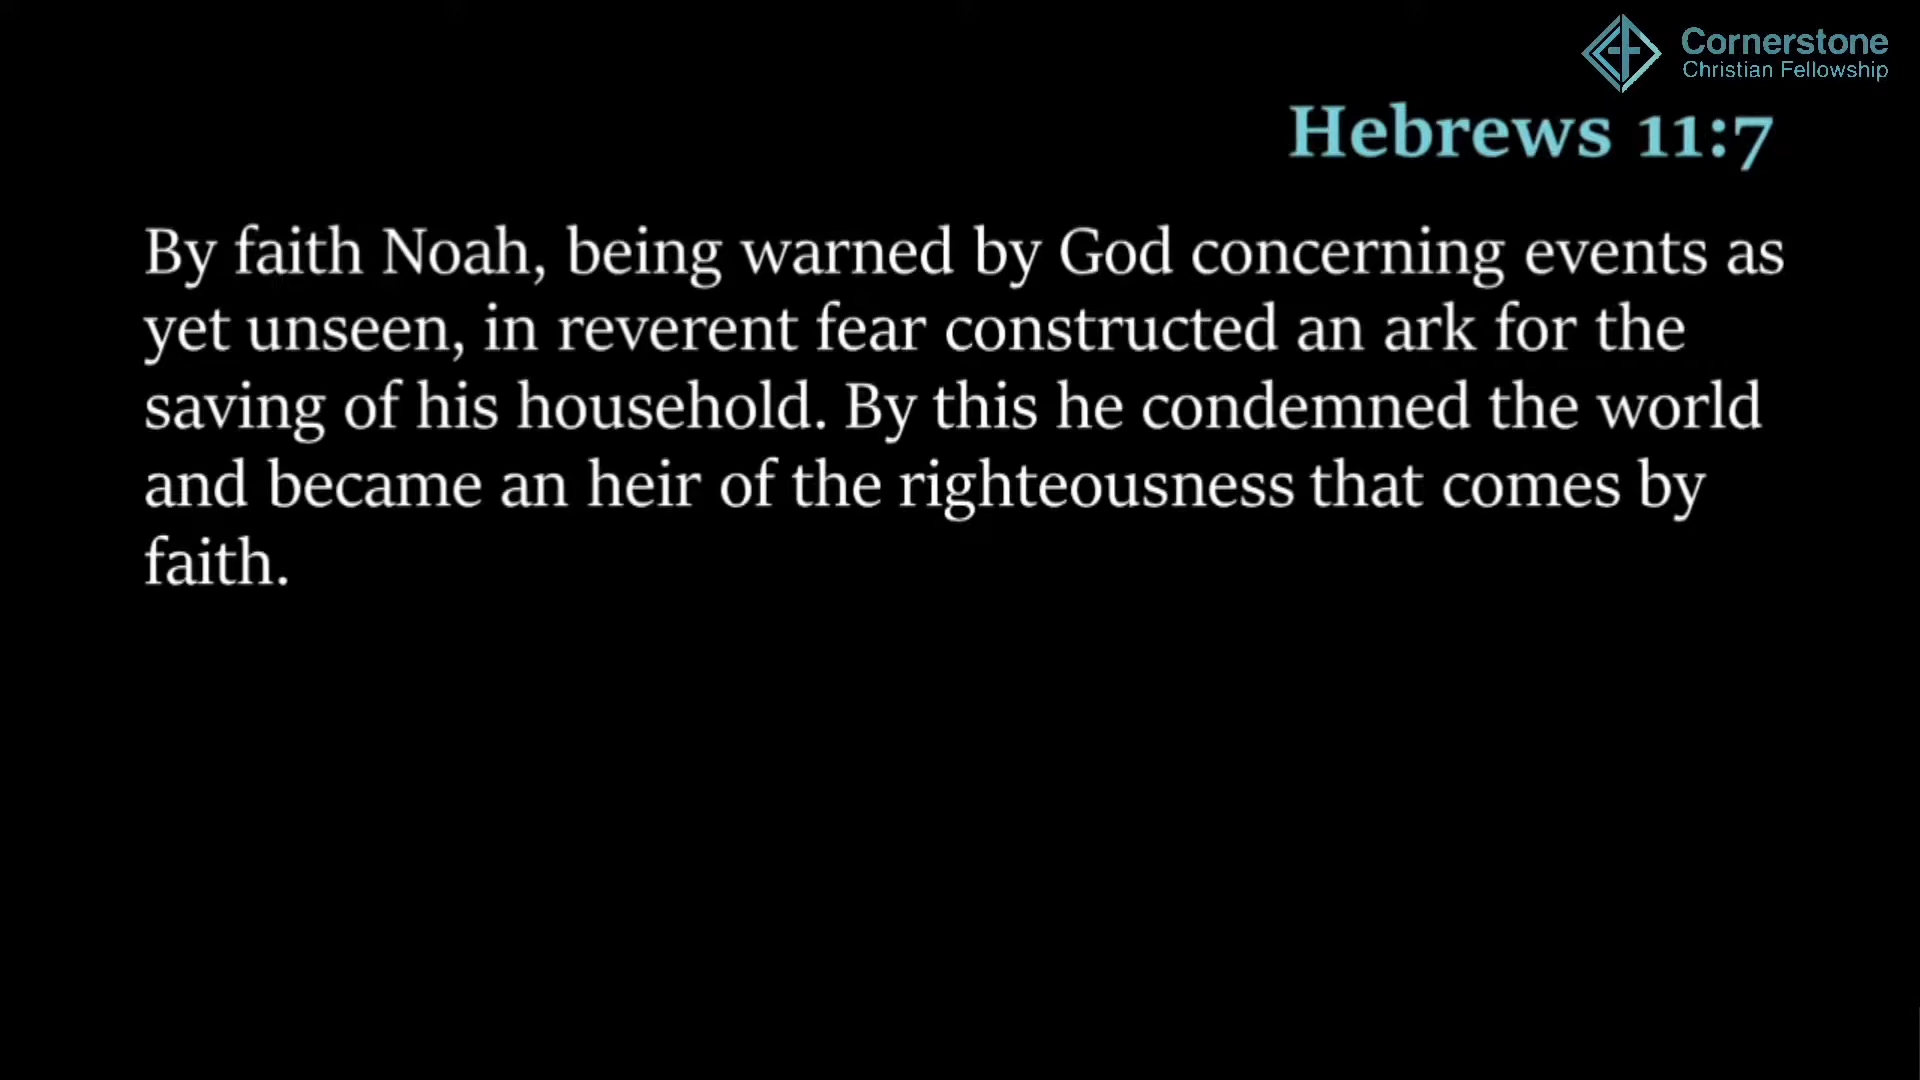 Cornerstone
Christian Fellowship
Hebrews 11:7
By faith Noah, being warned by God concerning events as
yet unseen, in reverent fear constructed an ark for the
saving of his household. By this he condemned the world
and became an heir of the righteousness that comes by
faith.